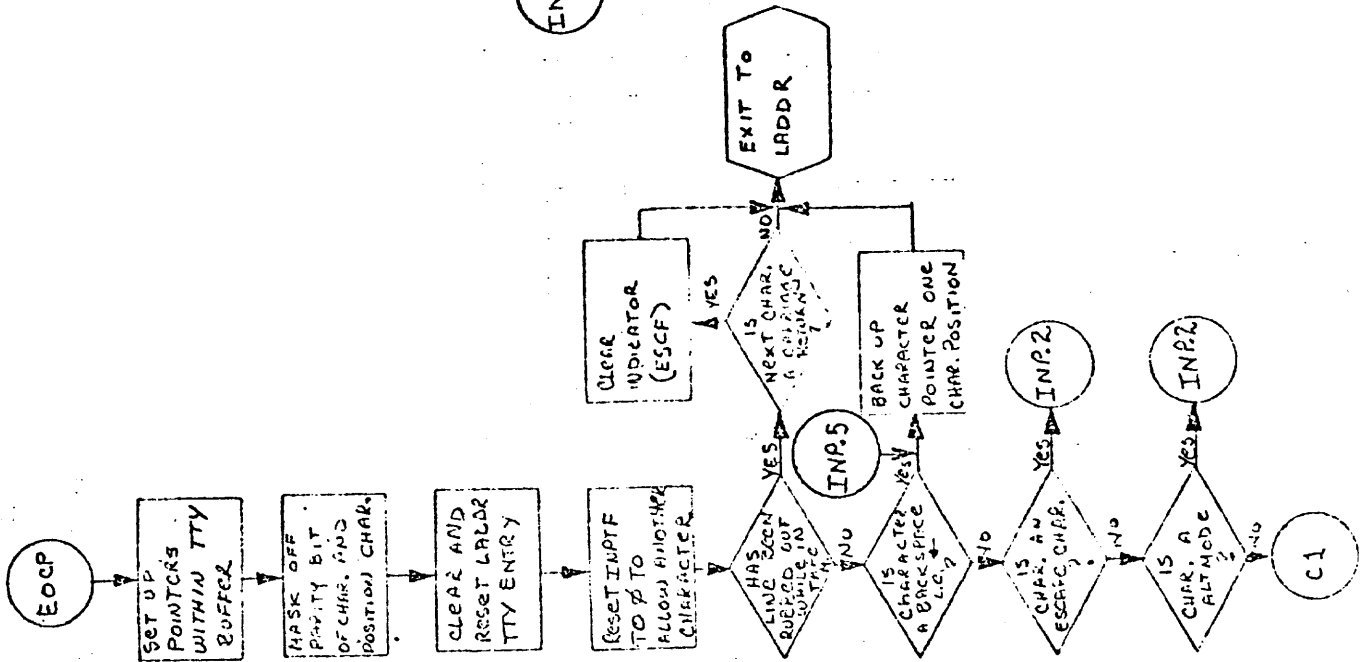 IN
EOCP
SET UP
POINTERS
WITHIN TTY
BUFFER
MASK OFF
PARITY BIT
OF CHAR. AND
POSITION CHAR.
CLEAR AND
RESET LADDR
TTY ENTRY
RESET INPTF
TO Ø TO
ALLOW ANOTHER
CHARACTER
HAS
LINE BEEN
RUBBED OUT
WHILE IN
THE
YES
NO
IS
NEXT CHAR.
A CARRIAGE
RETURN
?
YES
NO
CLEAR
INDICATOR
(ESCF)
EXIT TO
LADDR
INP.5
IS
CHARACTER
A BACK SPACE
I.E. ← ?
Yes
NO
BACK UP
CHARACTER
POINTER ONE
CHAR. POSITION
IS
CHAR. AN
ESCAPE CHAR.
?
Yes
INP.2
NO
IS
CHAR. A
ALTMODE
?
Yes
INP.2
NO
C1